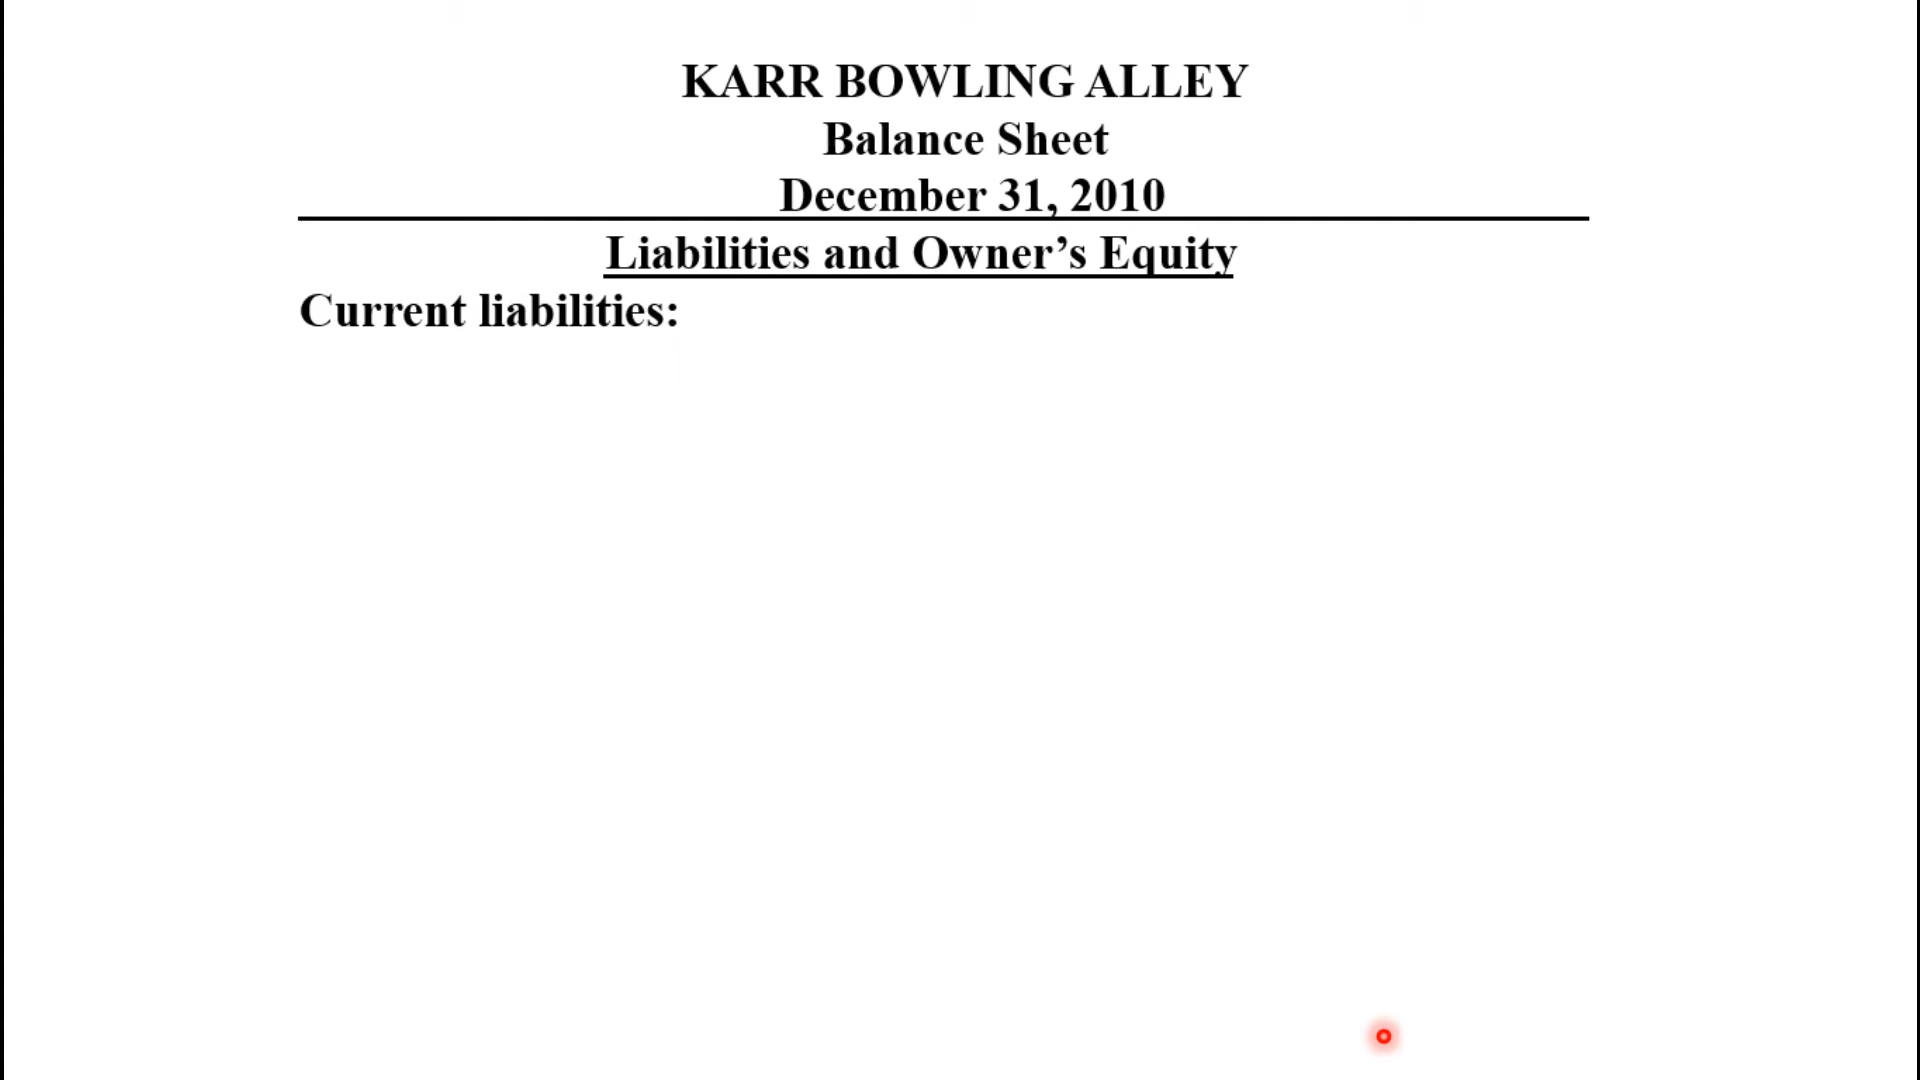 KARR BOWLING ALLEY
Balance Sheet
December 31, 2010
Liabilities and Owner’s Equity
Current liabilities: